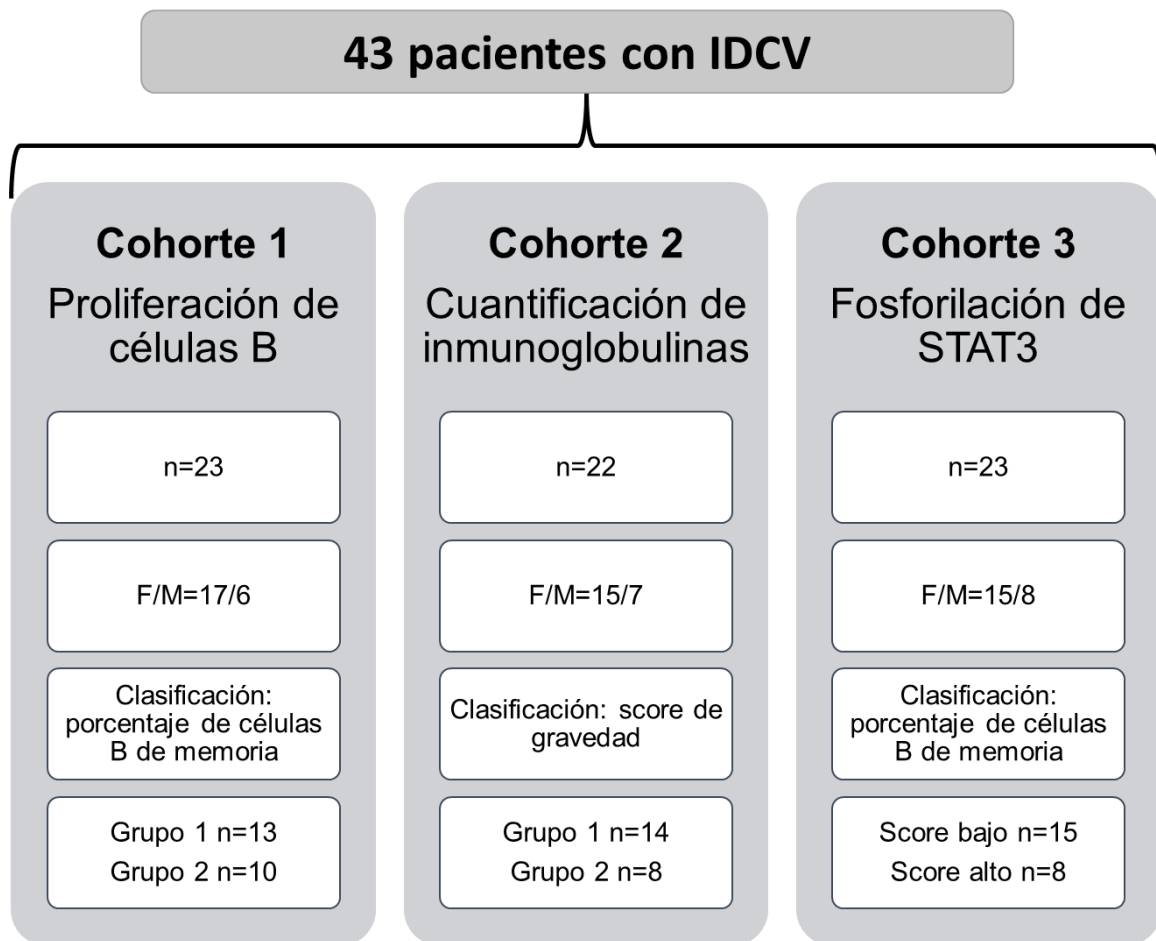 43 pacientes con IDCV
Cohorte 1
Proliferación de
células B
n=23
F/M=17/6
Clasificación:
porcentaje de células
B de memoria
Grupo 1 n=13
Grupo 2 n=10
Cohorte 2
Cuantificación de
inmunoglobulinas
n=22
F/M=15/7
Clasificación: score de
gravedad
Grupo 1 n=14
Grupo 2 n=8
Cohorte 3
Fosforilación de
STAT3
n=23
F/M=15/8
Clasificación:
porcentaje de células
B de memoria
Score bajo n=15
Score alto n=8